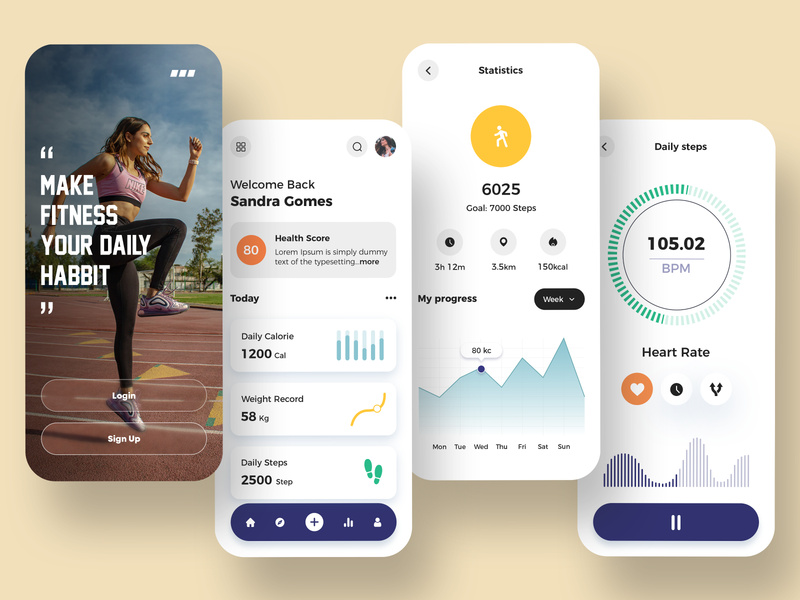 “
MAKE
FITNESS
YOUR DAILY
HABBIT
”
Login
Sign Up
Welcome Back
Sandra Gomes
80
Health Score
Lorem Ipsum is simply dummy
text of the typesetting..more
Today
Daily Calorie
1200 Cal
Weight Record
58 Kg
Daily Steps
2500 Step
Statistics
6025
Goal: 7000 Steps
3h 12m
3.5km
150kcal
My progress
Week
80 kc
Mon Tue Wed Thu Fri Sat Sun
Daily steps
105.02
BPM
Heart Rate